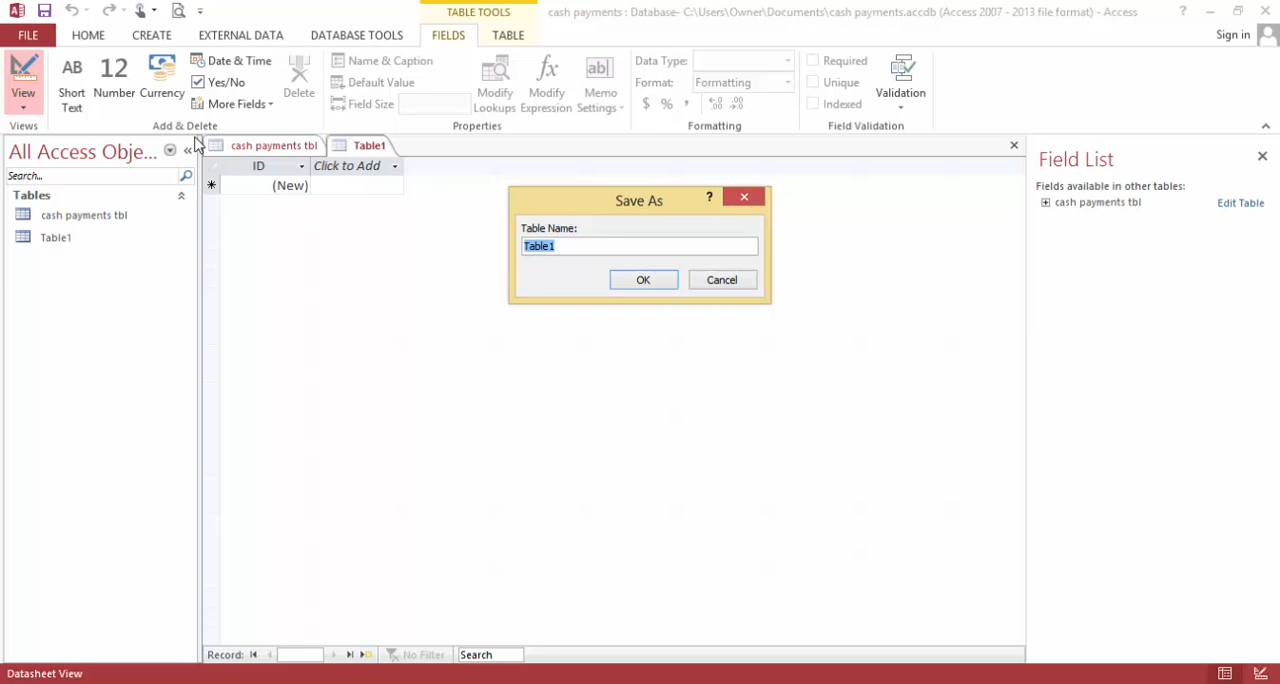 TABLE TOOLS
cash payments : Database- C:\Users\Owner\Documents\cash payments.accdb (Access 2007 - 2013 file format) - Access
FILE HOME CREATE EXTERNAL DATA DATABASE TOOLS FIELDS TABLE Sign in
View
Views
AB
Short
Text
12
Number
Currency
Date & Time
Yes/No
More Fields
Delete
Add & Delete
Name & Caption
Default Value
Field Size
Modify
Lookups
fx
Modify
Expression
ab
Memo
Settings
Properties
Data Type:
Format: Formatting
$ % ,
Formatting
Required
Unique
Indexed
Validation
Field Validation
All Access Obje...
Search...
Tables
cash payments tbl
Table1
cash payments tbl
Table1
ID
Click to Add
(New)
Save As
Table Name:
Table1
OK
Cancel
Field List
Fields available in other tables:
cash payments tbl
Edit Table
Record:
No Filter
Search
Datasheet View